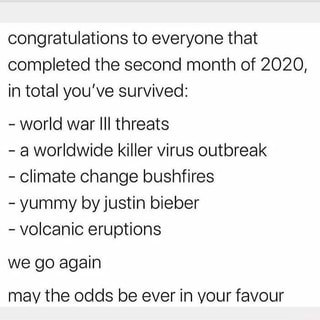 congratulations to everyone that
completed the second month of 2020,
in total you've survived:
- world war III threats
- a worldwide killer virus outbreak
- climate change bushfires
- yummy by justin bieber
- volcanic eruptions
we go again
may the odds be ever in your favour